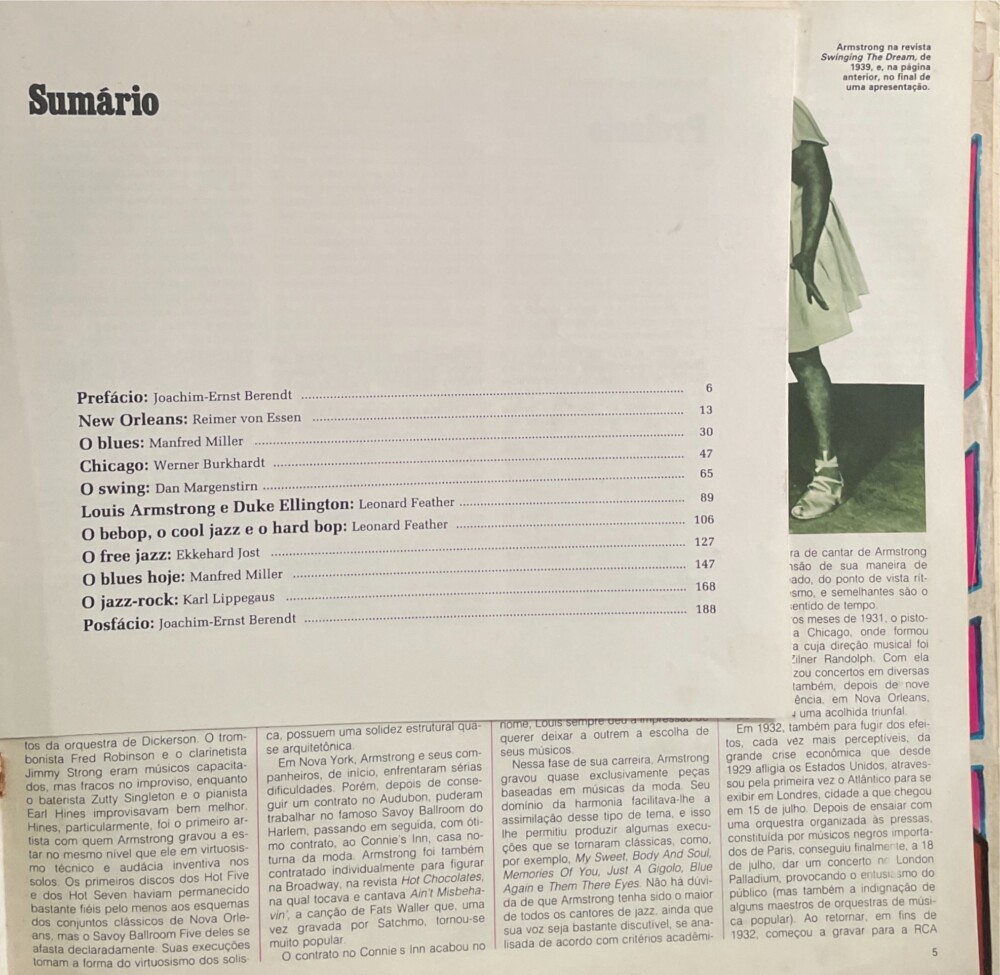 Armstrong na revista
Swinging The Dream, de
1939, e, na página
anterior, no final de
uma apresentação.
Sumário
Prefácio: Joachim-Ernst Berendt 6
New Orleans: Reimer von Essen 13
O blues: Manfred Miller 30
Chicago: Werner Burkhardt 47
O swing: Dan Margenstirn 65
Louis Armstrong e Duke Ellington: Leonard Feather 89
O bebop, o cool jazz e o hard bop: Leonard Feather 106
O free jazz: Ekkehard Jost 127
O blues hoje: Manfred Miller 147
O jazz-rock: Karl Lippegaus 168
Posfácio: Joachim-Ernst Berendt 188
tos da orquestra de Dickerson. O trom-
bonista Fred Robinson e o clarinetista
Jimmy Strong eram músicos capacita-
dos, mas fracos no improviso, enquanto
o baterista Zutty Singleton e o pianista
Earl Hines improvisavam bem melhor.
Hines, particularmente, foi o primeiro ar-
tista com quem Armstrong gravou a es-
tar no mesmo nível que ele em virtuosis-
mo técnico e audácia inventiva nos
solos. Os primeiros discos dos Hot Five
e dos Hot Seven haviam permanecido
bastante fiéis pelo menos aos esquemas
dos conjuntos clássicos de Nova Orle-
ans, mas o Savoy Ballroom Five deles se
afasta declaradamente. Suas execuções
tomam a forma do virtuosismo dos solis-
ca, possuem uma solidez estrutural qua-
se arquitetônica.
Em Nova York, Armstrong e seus com-
panheiros, de início, enfrentaram sérias
dificuldades. Porém, depois de conse-
guir um contrato no Audubon, puderam
trabalhar no famoso Savoy Ballroom do
Harlem, passando em seguida, com óti-
mo contrato, ao Connie's Inn, casa no-
turna da moda. Armstrong foi também
contratado individualmente para figurar
na Broadway, na revista Hot Chocolates,
na qual tocava e cantava Ain't Misbeha-
vin', a canção de Fats Waller que, uma
vez gravada por Satchmo, tornou-se
muito popular.
O contrato no Connie's Inn acabou no
nome, Louis sempre deu a impressão de
querer deixar a outrem a escolha de
seus músicos.
Nessa fase de sua carreira, Armstrong
gravou quase exclusivamente peças
baseadas em músicas da moda. Seu
domínio da harmonia facilitava-lhe a
assimilação desse tipo de tema, e isso
lhe permitiu produzir algumas execu-
ções que se tornaram clássicas, como,
por exemplo, My Sweet, Body And Soul,
Memories Of You, Just A Gigolo, Blue
Again e Them There Eyes. Não há dúvi-
da de que Armstrong tenha sido o maior
de todos os cantores de jazz, ainda que
sua voz seja bastante discutível, se ana-
lisada de acordo com critérios acadêmi-
ra de cantar de Armstrong
são de sua maneira de
ado, do ponto de vista rít-
smo, e semelhantes são o
entido de tempo.
os meses de 1931, o pisto-
a Chicago, onde formou
a cuja direção musical foi
ilner Randolph. Com ela
zou concertos em diversas
também, depois de nove
ência, em Nova Orleans,
uma acolhida triunfal.
Em 1932, também para fugir dos efei-
tos, cada vez mais perceptíveis, da
grande crise econômica que desde
1929 afligia os Estados Unidos, atraves-
sou pela primeira vez o Atlântico para se
exibir em Londres, cidade a que chegou
em 15 de julho. Depois de ensaiar com
uma orquestra organizada às pressas,
constituída por músicos negros importa-
dos de Paris, conseguiu finalmente, a 18
de julho, dar um concerto no London
Palladium, provocando o entusiasmo do
público (mas também a indignação de
alguns maestros de orquestras de músi-
ca popular). Ao retornar, em fins de
1932, começou a gravar para a RCA
5